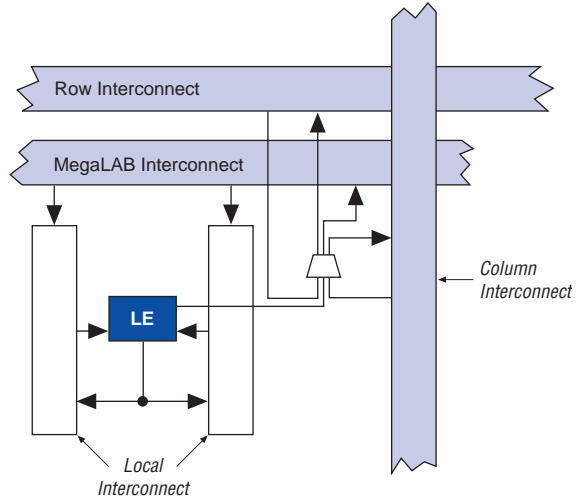 Row Interconnect
MegaLAB Interconnect
Column
Interconnect
LE
Local
Interconnect